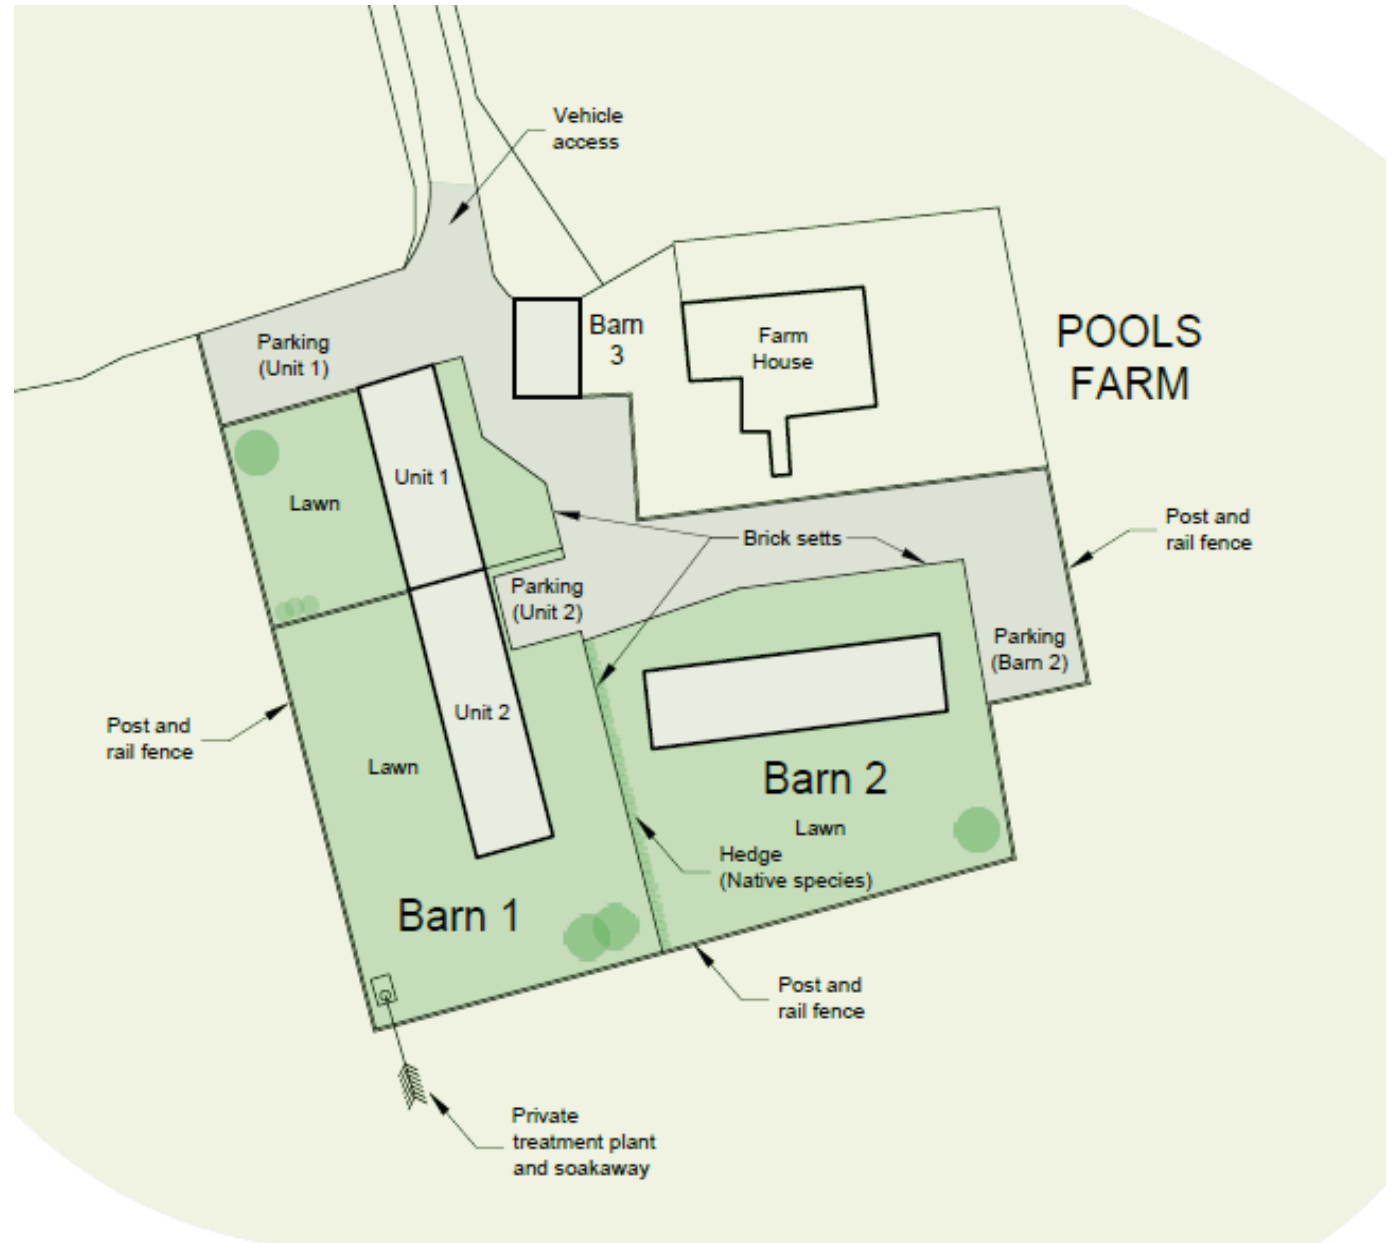 Vehicle
access
POOLS
FARM
Barn
3
Farm
House
Parking
(Unit 1)
Unit 1
Lawn
Brick setts
Post and
rail fence
Parking
(Unit 2)
Parking
(Barn 2)
Unit 2
Post and
rail fence
Lawn
Barn 2
Lawn
Hedge
(Native species)
Barn 1
Post and
rail fence
Private
treatment plant
and soakaway